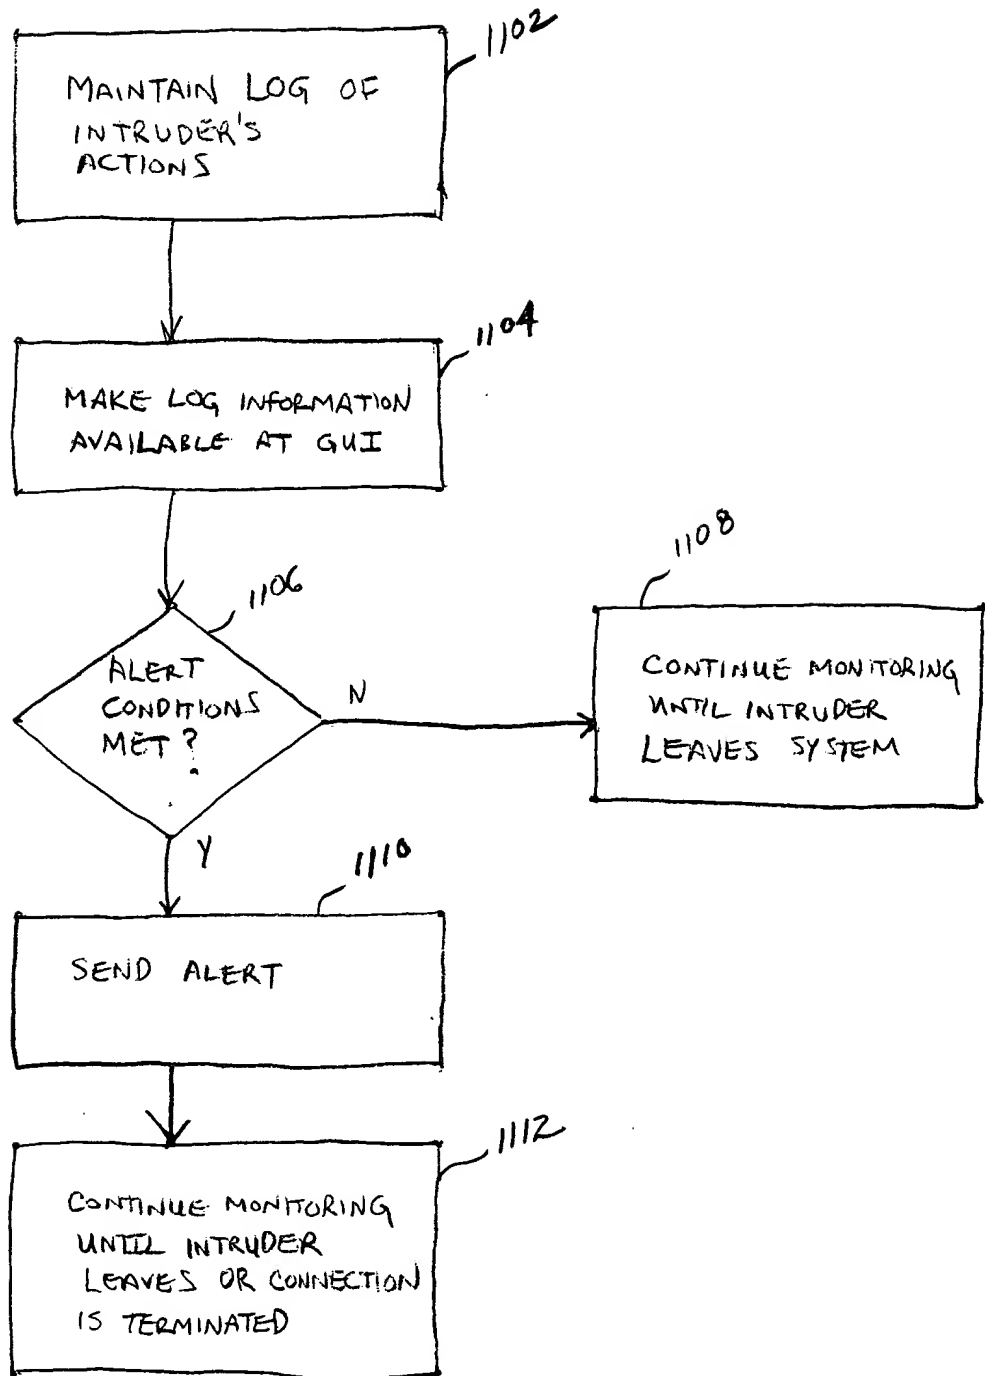 1102
MAINTAIN LOG OF
INTRUDER'S
ACTIONS
1104
MAKE LOG INFORMATION
AVAILABLE AT GUI
1106
ALERT
CONDITIONS
MET?
N
1108
CONTINUE MONITORING
UNTIL INTRUDER
LEAVES SYSTEM
Y
1110
SEND ALERT
1112
CONTINUE MONITORING
UNTIL INTRUDER
LEAVES OR CONNECTION
IS TERMINATED